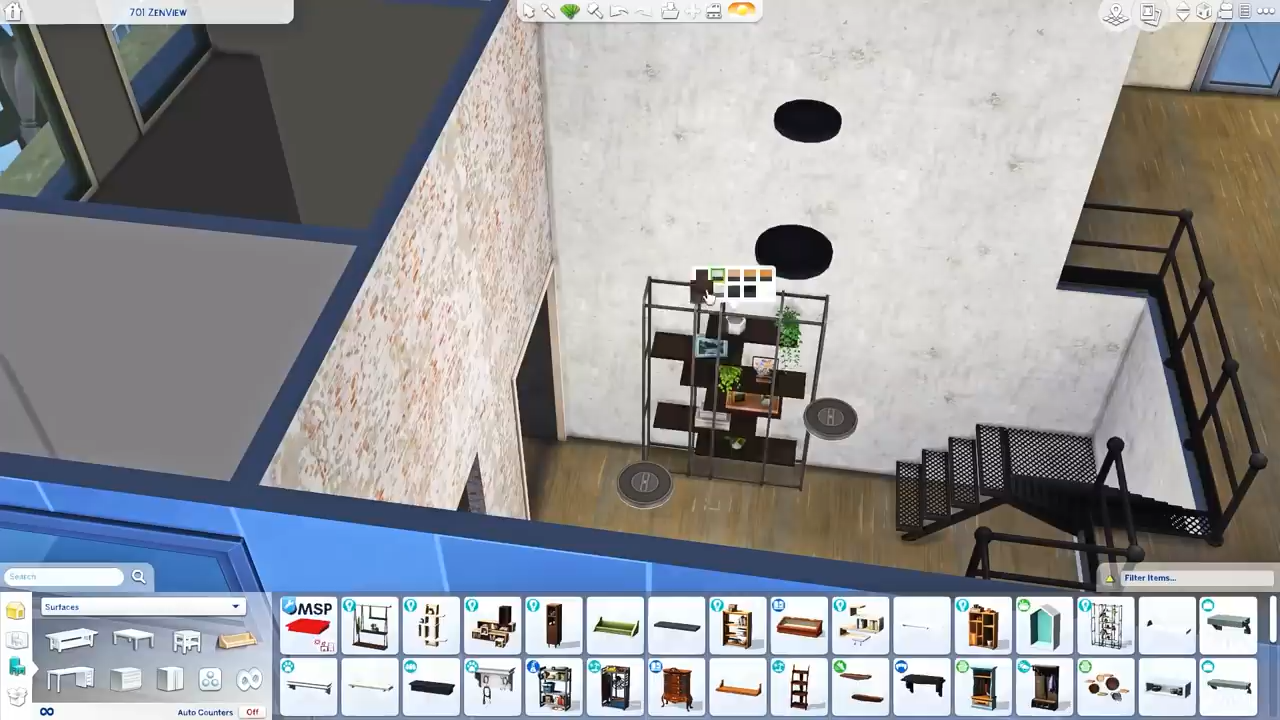 701 ZENVIEW
Search
Filter Items...
Surfaces
MSP
Auto Counters Off